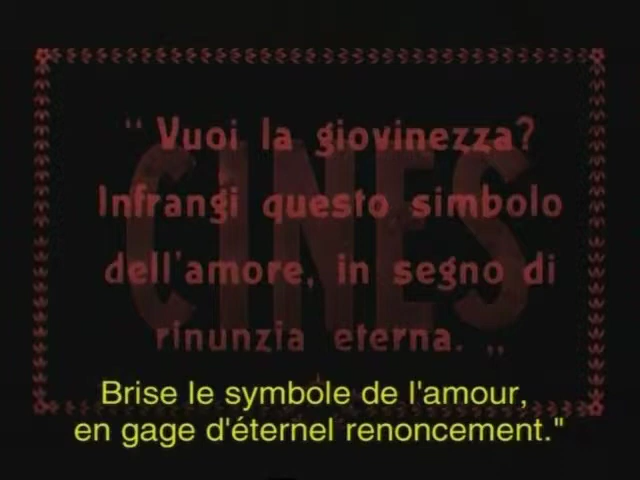 " Vuoi la giovinezza?
Infrangi questo simbolo
dell'amore, in segno di
rinunzia eterna. „
CINES
Brise le symbole de l'amour,
en gage d'éternel renoncement."